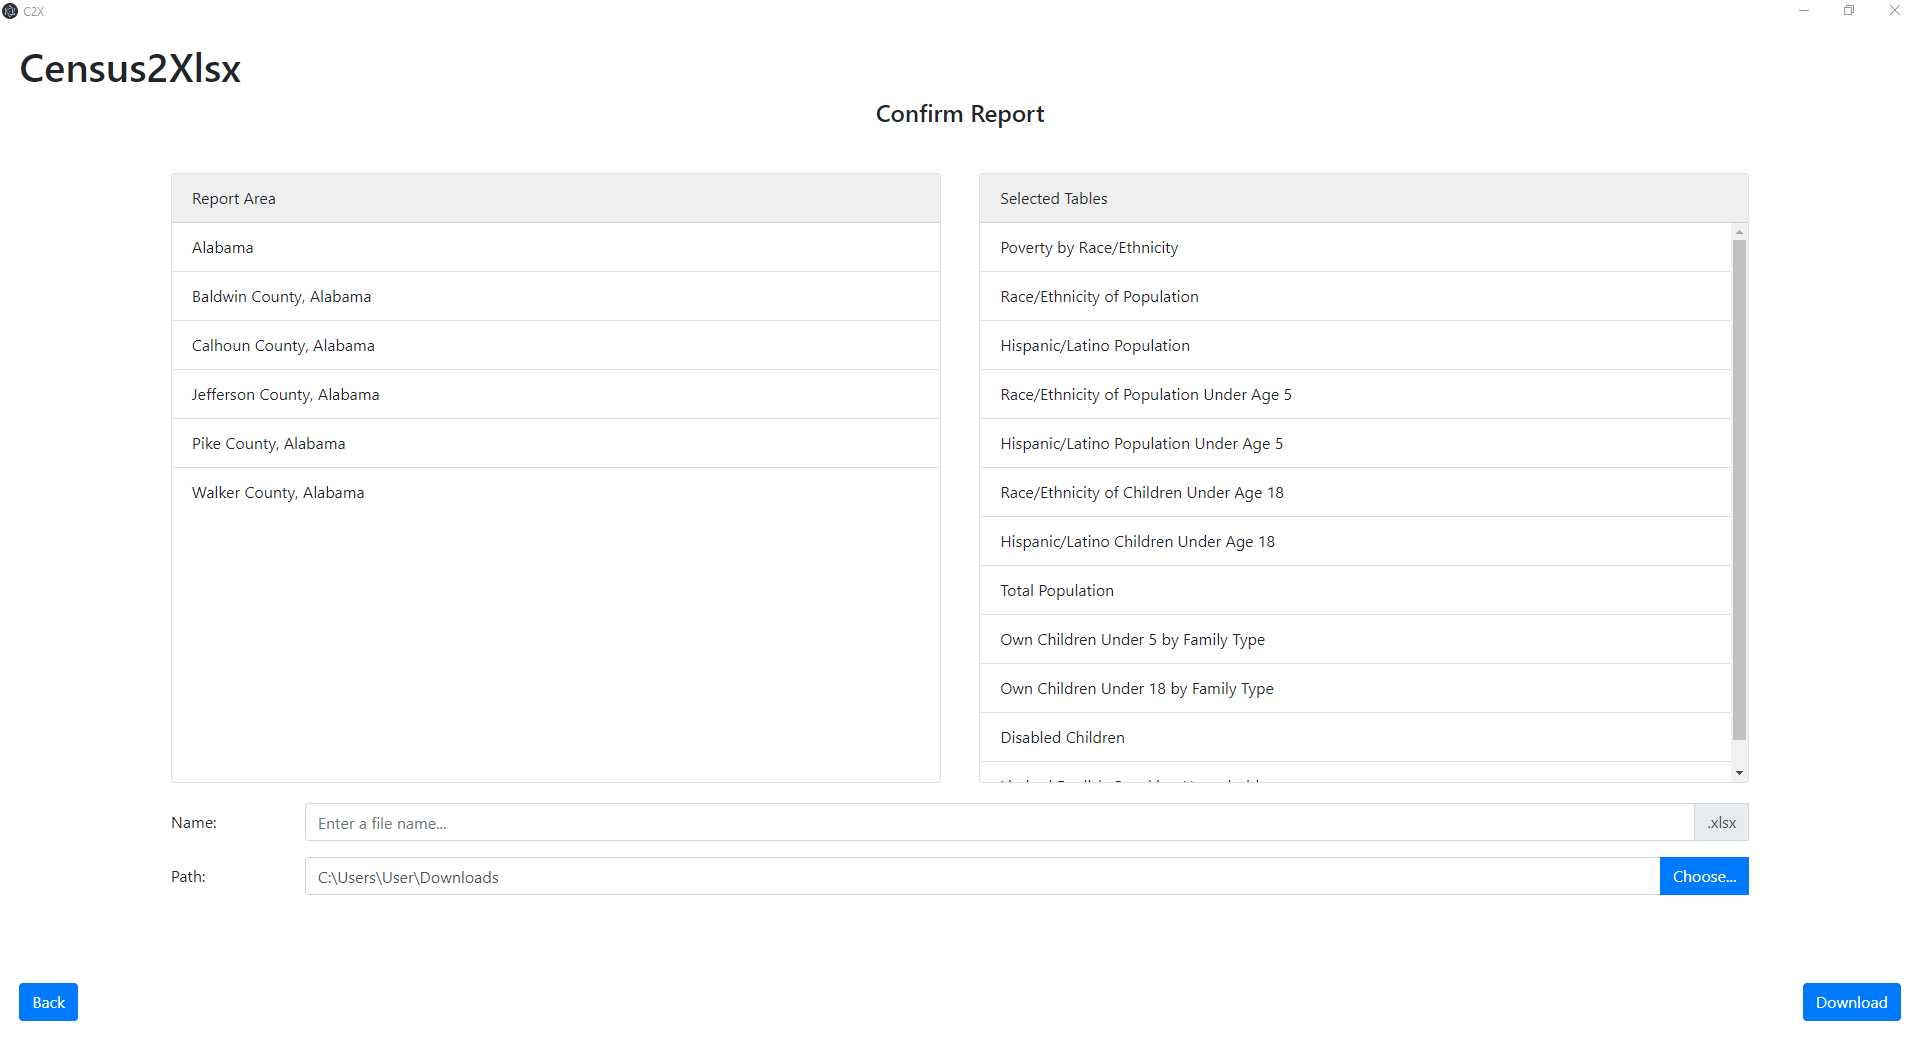 C2X
Census2Xlsx
Confirm Report
Report Area
Alabama
Baldwin County, Alabama
Calhoun County, Alabama
Jefferson County, Alabama
Pike County, Alabama
Walker County, Alabama
Selected Tables
Poverty by Race/Ethnicity
Race/Ethnicity of Population
Hispanic/Latino Population
Race/Ethnicity of Population Under Age 5
Hispanic/Latino Population Under Age 5
Race/Ethnicity of Children Under Age 18
Hispanic/Latino Children Under Age 18
Total Population
Own Children Under 5 by Family Type
Own Children Under 18 by Family Type
Disabled Children
Name:
Enter a file name...
.xlsx
Path:
C:\Users\User\Downloads
Choose...
Back
Download